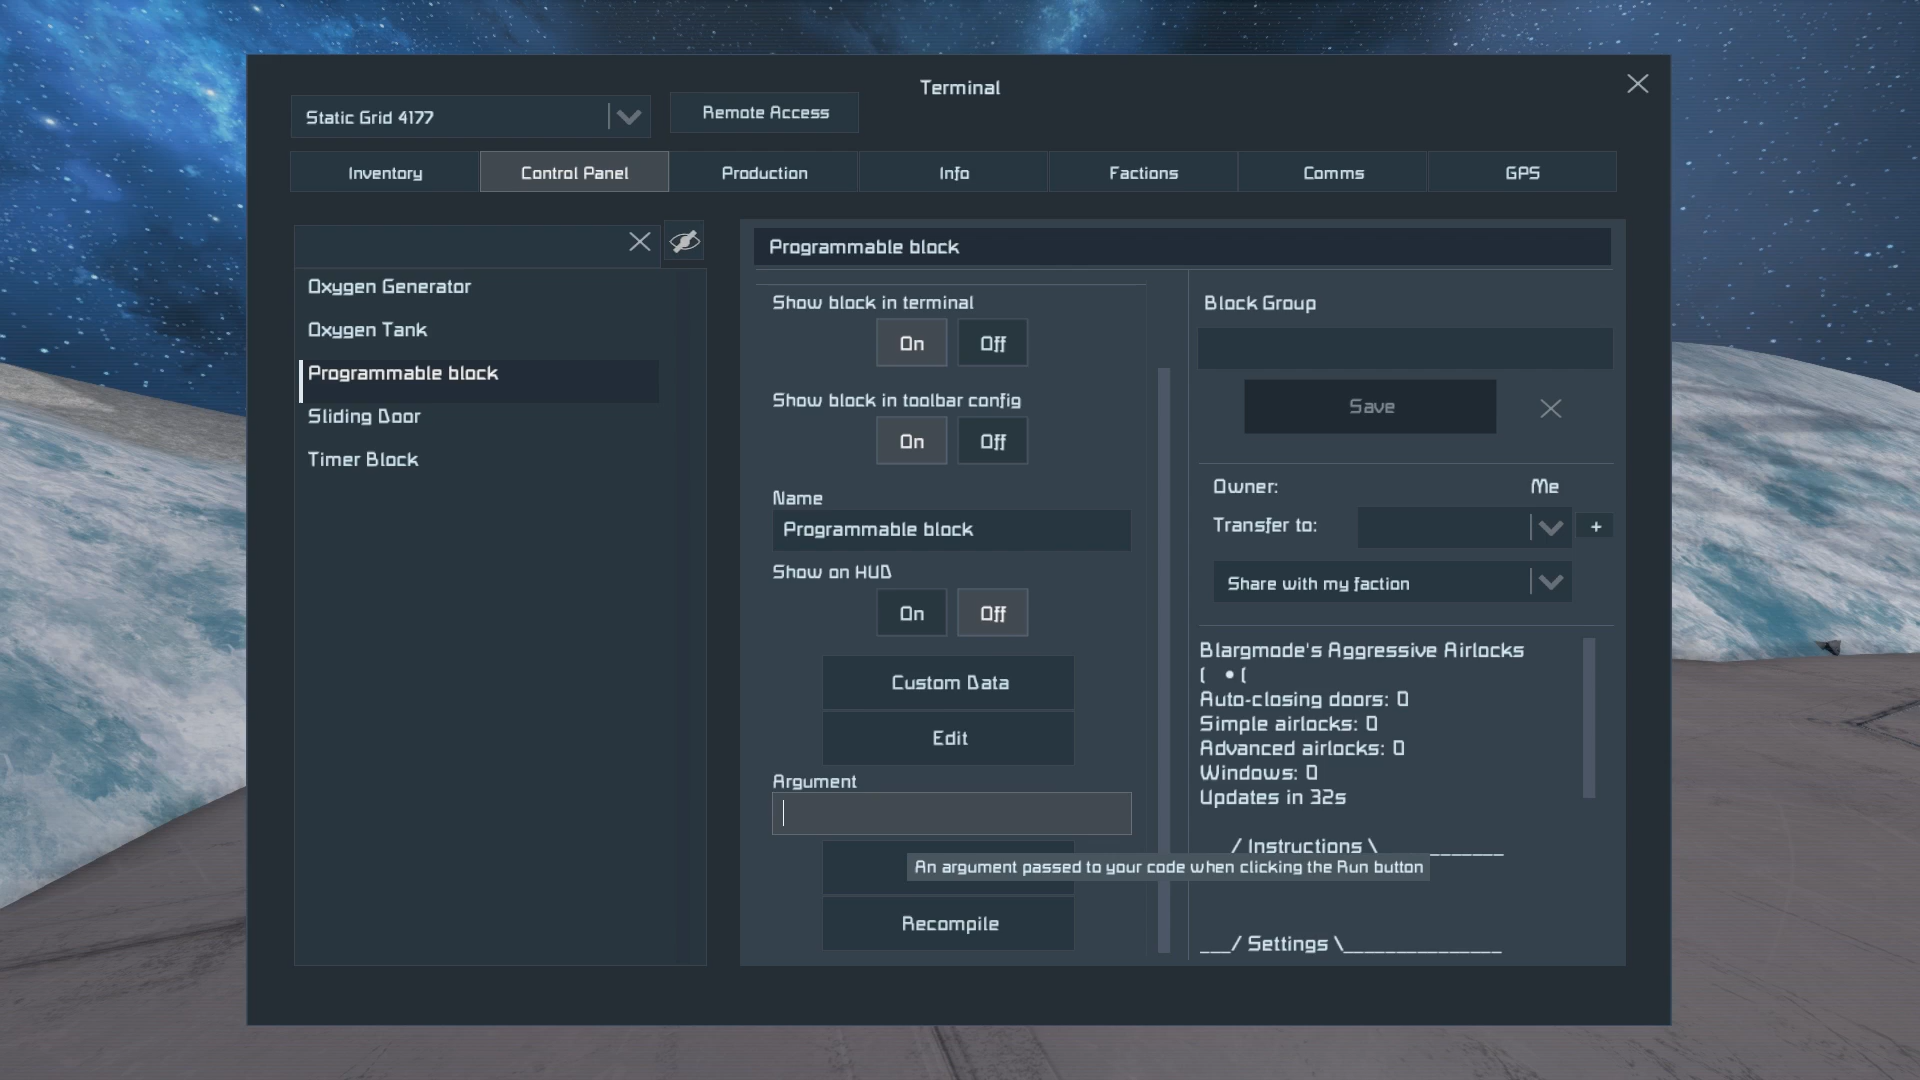 Terminal
Static Grid 4177
Remote Access
Inventory
Control Panel
Production
Info
Factions
Comms
GPS
Oxygen Generator
Oxygen Tank
Programmable block
Sliding Door
Timer Block
Programmable block
Show block in terminal
On
Off
Show block in toolbar config
On
Off
Name
Programmable block
Show on HUD
On
Off
Custom Data
Edit
Argument
An argument passed to your code when clicking the Run button
Recompile
Block Group
Save
Owner: Me
Transfer to:
+
Share with my faction
Blargmode's Aggressive Airlocks
[ • [
Auto-closing doors: 0
Simple airlocks: 0
Advanced airlocks: 0
Windows: 0
Updates in 32s
/ Instructions \
___/ Settings \_______________